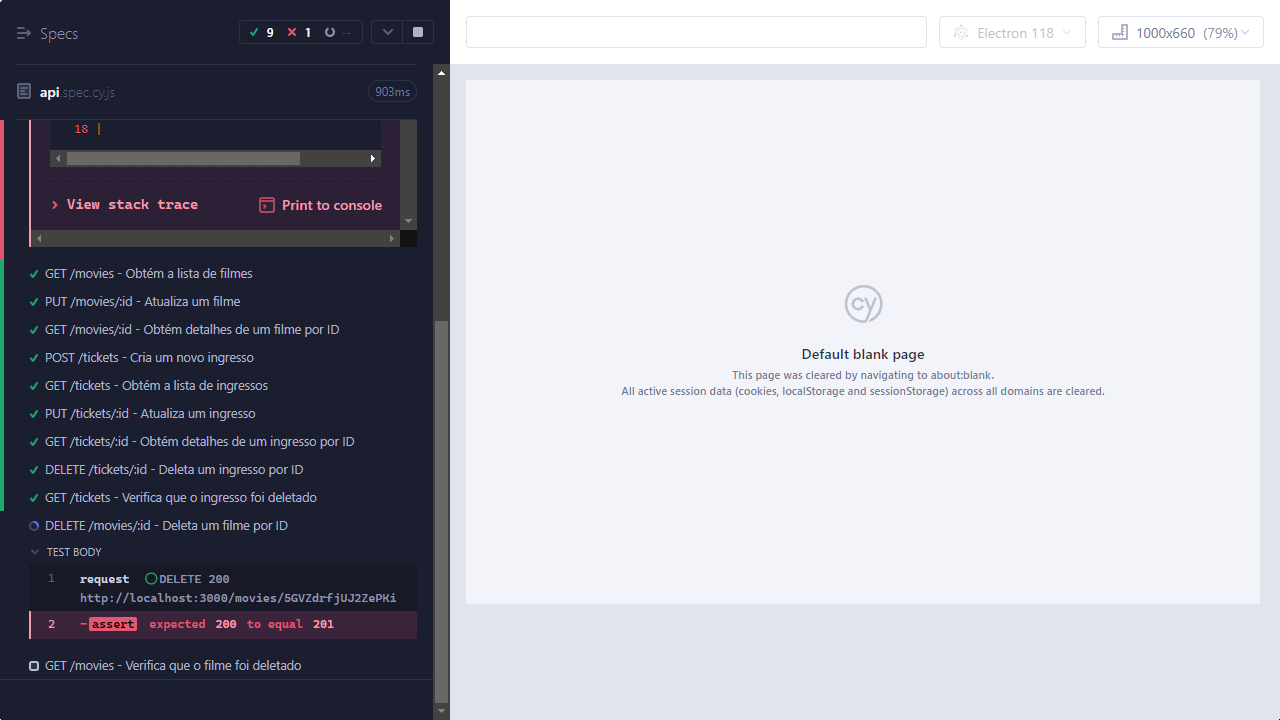 Specs
9
1
--
Electron 118
1000x660 (79%)
api.spec.cy.js
903ms
18 |
View stack trace
Print to console
GET /movies - Obtém a lista de filmes
PUT /movies/:id - Atualiza um filme
GET /movies/:id - Obtém detalhes de um filme por ID
POST /tickets - Cria um novo ingresso
GET /tickets - Obtém a lista de ingressos
PUT /tickets/:id - Atualiza um ingresso
GET /tickets/:id - Obtém detalhes de um ingresso por ID
DELETE /tickets/:id - Deleta um ingresso por ID
GET /tickets - Verifica que o ingresso foi deletado
DELETE /movies/:id - Deleta um filme por ID
TEST BODY
1 request DELETE 200
http://localhost:3000/movies/5GVZdrfjUJ2ZePKi
2 -assert expected 200 to equal 201
GET /movies - Verifica que o filme foi deletado
cy
Default blank page
This page was cleared by navigating to about:blank.
All active session data (cookies, localStorage and sessionStorage) across all domains are cleared.